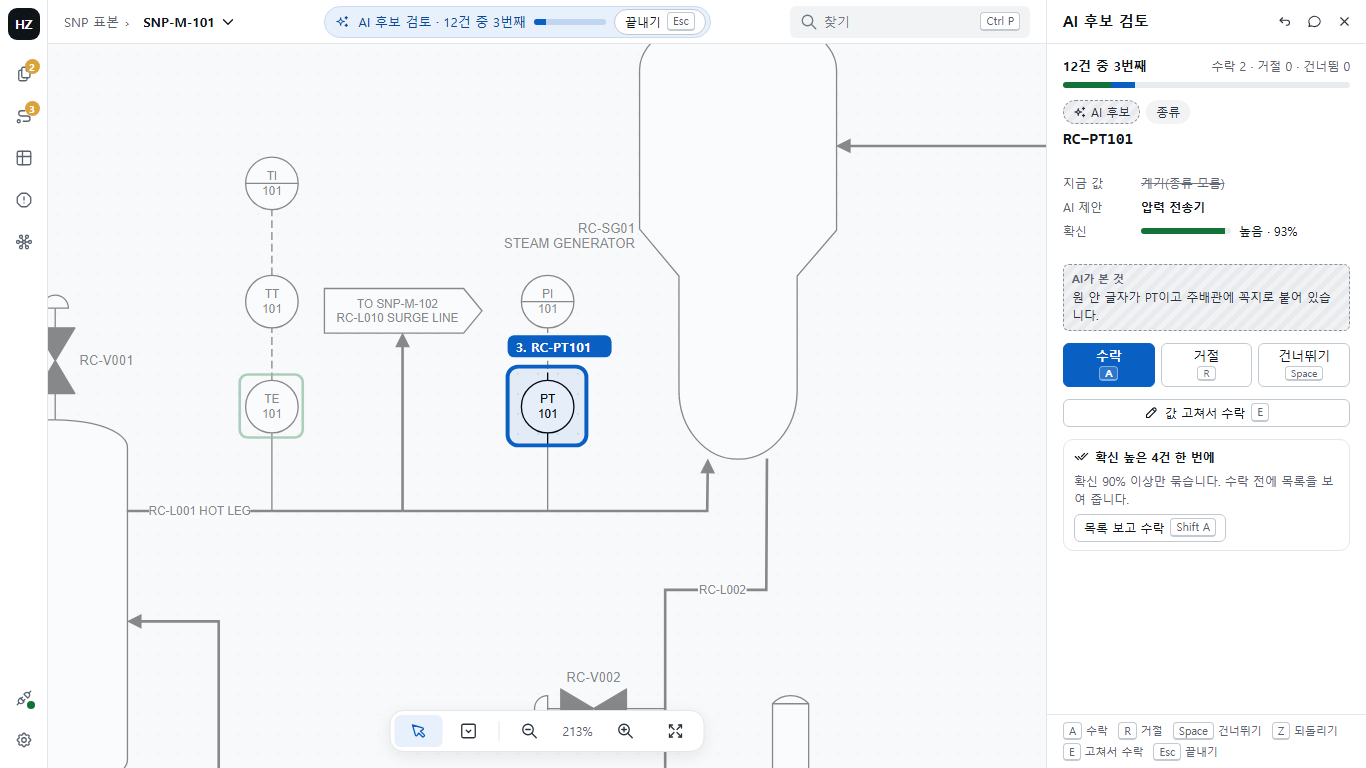 HZ
SNP 표본 ›
SNP-M-101
AI 후보 검토 · 12건 중 3번째
끝내기 Esc
찾기
Ctrl P
2
3
TI
101
TT
101
TE
101
TO SNP-M-102
RC-L010 SURGE LINE
RC-SG01
STEAM GENERATOR
PI
101
3. RC-PT101
PT
101
RC-V001
RC-L001 HOT LEG
RC-L002
RC-V002
213%
AI 후보 검토
12건 중 3번째
수락 2 · 거절 0 · 건너뜀 0
AI 후보
종류
RC-PT101
지금 값 계기(종류 모름)
AI 제안 압력 전송기
확신 높음 · 93%
AI가 본 것
원 안 글자가 PT이고 주배관에 꼭지로 붙어 있습
니다.
수락
A
거절
R
건너뛰기
Space
값 고쳐서 수락 E
확신 높은 4건 한 번에
확신 90% 이상만 묶습니다. 수락 전에 목록을 보
여 줍니다.
목록 보고 수락 Shift A
A 수락 R 거절 Space 건너뛰기 Z 되돌리기
E 고쳐서 수락 Esc 끝내기